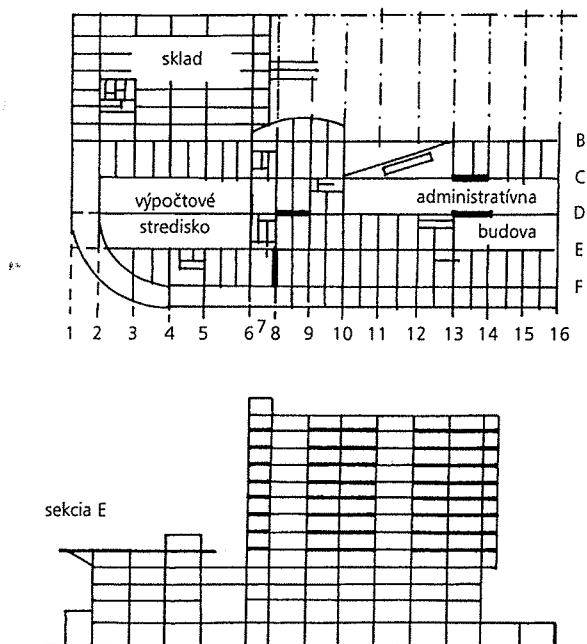 sklad
B
C
administratívna
výpočtové
D
stredisko
budova
E
F
1 2 3 4 5 6 7 8 9 10 11 12 13 14 15 16
sekcia E